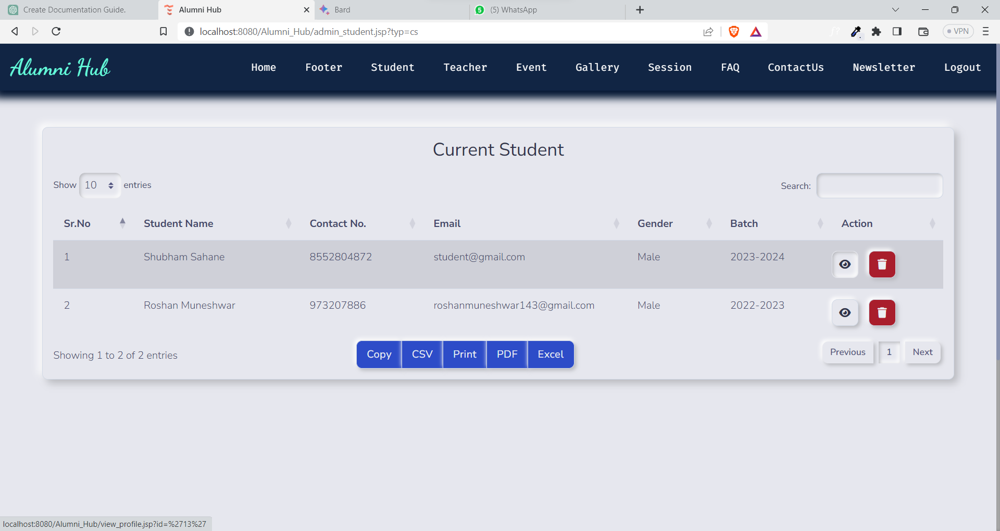 Create Documentation Guide.
Alumni Hub
Bard
5 (5) WhatsApp
localhost:8080/Alumni_Hub/admin_student.jsp?typ=cs
VPN
Alumni Hub
Home Footer Student Teacher Event Gallery Session FAQ ContactUs Newsletter Logout
Current Student
Show 10 entries
Search:
Sr.No Student Name Contact No. Email Gender Batch Action
1 Shubham Sahane 8552804872 student@gmail.com Male 2023-2024
2 Roshan Muneshwar 973207886 roshanmuneshwar143@gmail.com Male 2022-2023
Showing 1 to 2 of 2 entries
Copy CSV Print PDF Excel
Previous 1 Next
localhost:8080/Alumni_Hub/view_profile.jsp?id=%2713%27